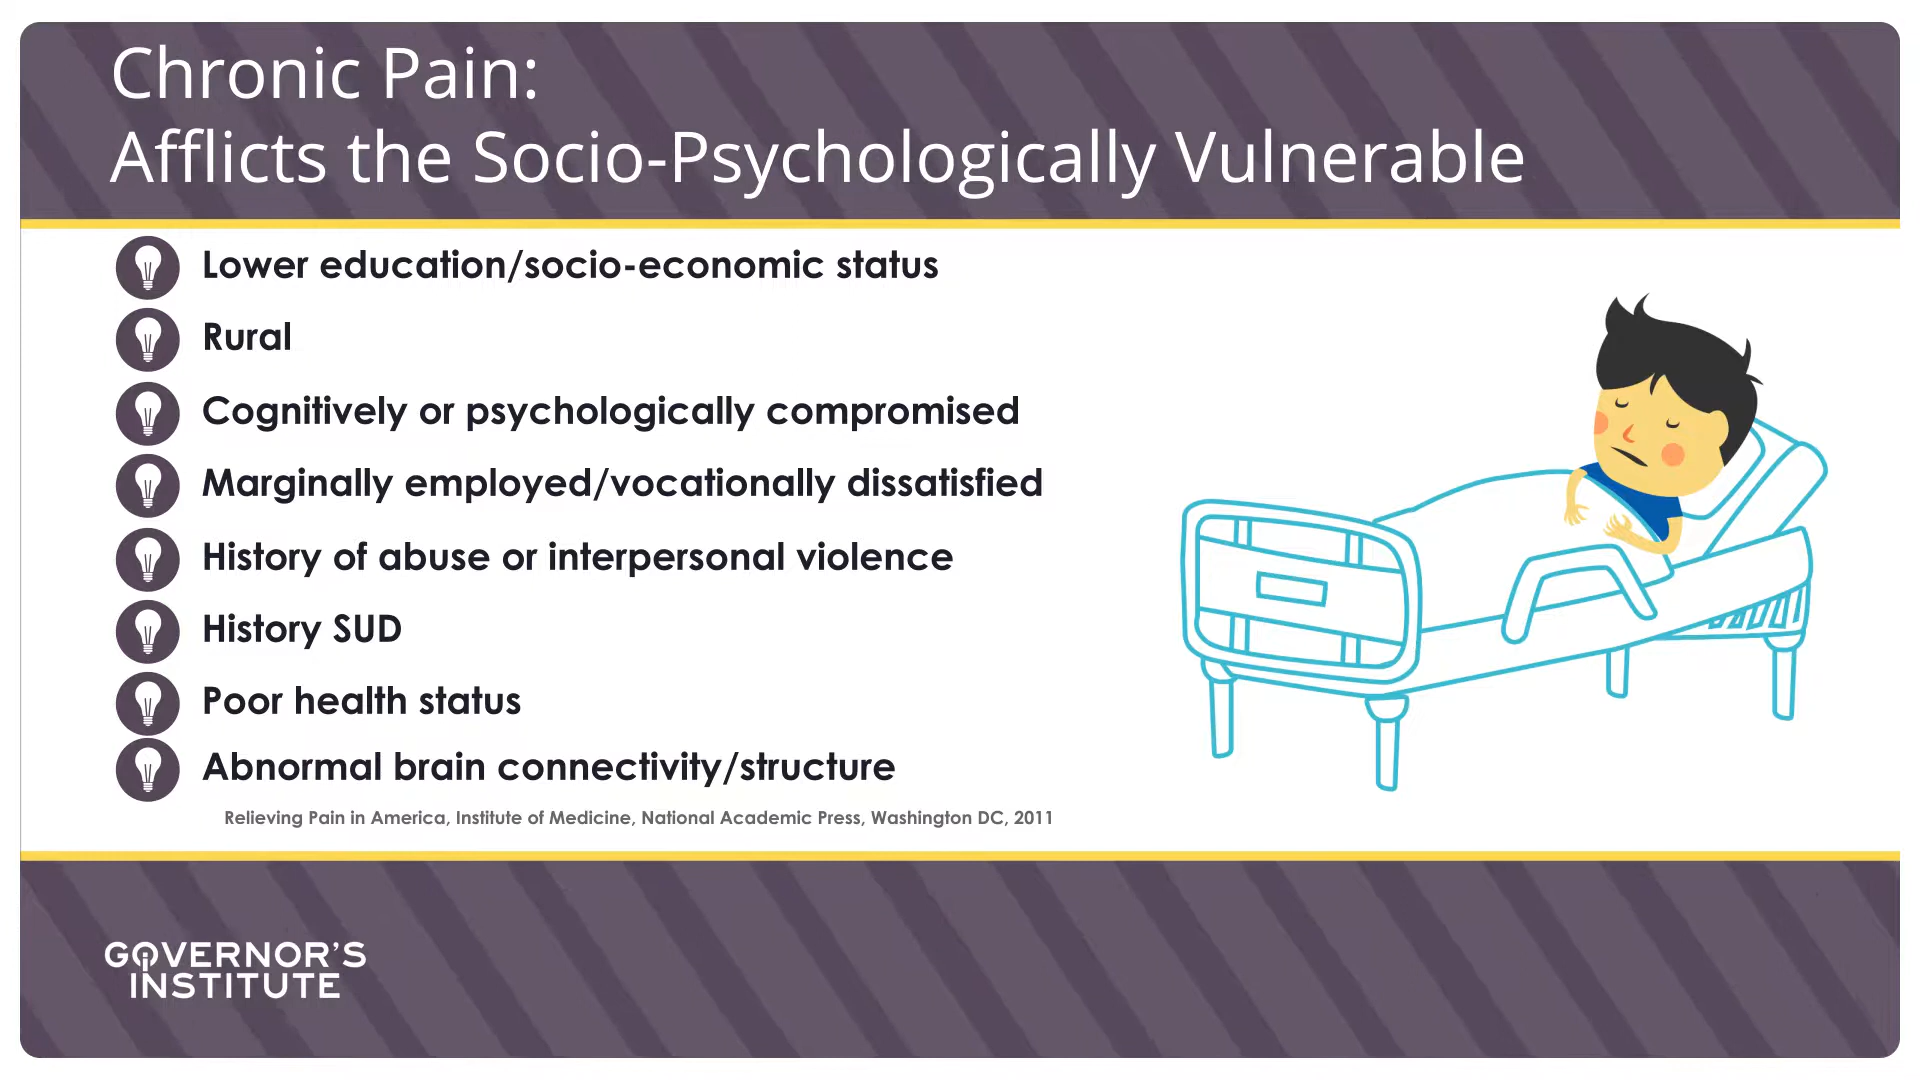 Chronic Pain:
Afflicts the Socio-Psychologically Vulnerable
Lower education/socio-economic status
Rural
Cognitively or psychologically compromised
Marginally employed/vocationally dissatisfied
History of abuse or interpersonal violence
History SUD
Poor health status
Abnormal brain connectivity/structure
Relieving Pain in America, Institute of Medicine, National Academic Press, Washington DC, 2011
GOVERNOR'S
INSTITUTE